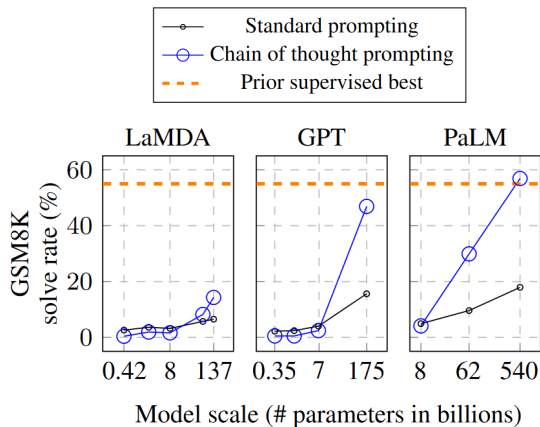 Standard prompting
Chain of thought prompting
Prior supervised best
LaMDA GPT PaLM
GSM8K
solve rate (%)
60
40
20
0
0.42 8 137 0.35 7 175 8 62 540
Model scale (# parameters in billions)